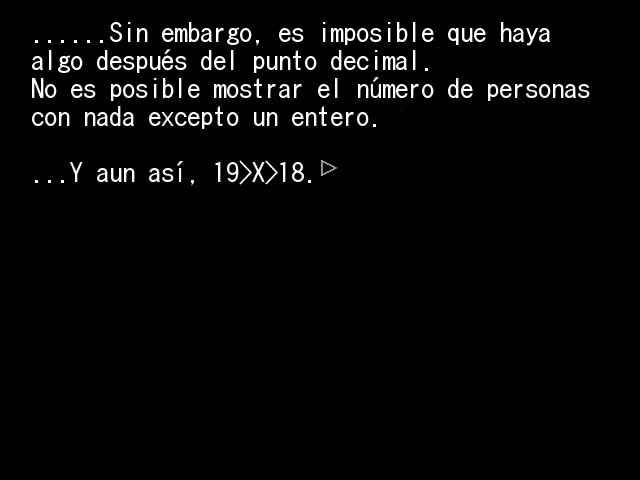 ......Sin embargo, es imposible que haya
algo después del punto decimal.
No es posible mostrar el número de personas
con nada excepto un entero.
...Y aun así, 19>X>18.